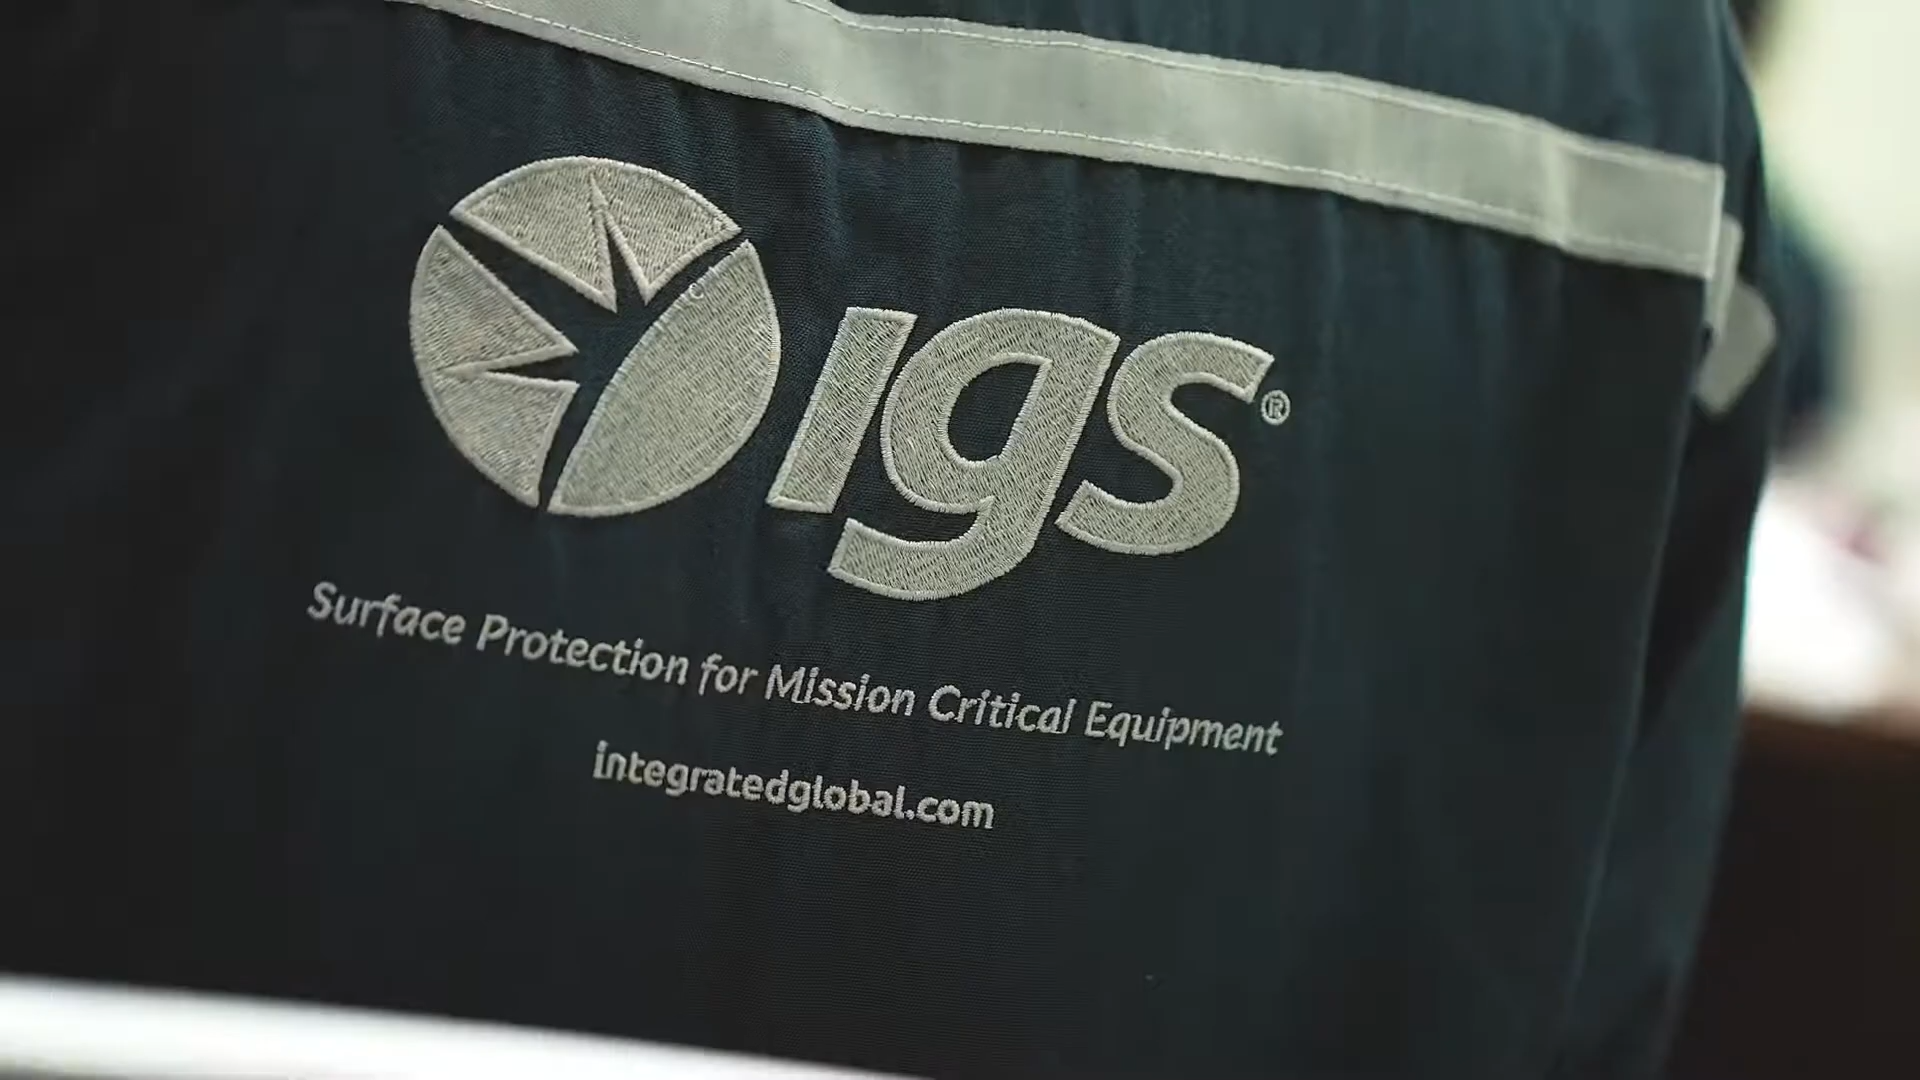 igs®
Surface Protection for Mission Critical Equipment
integratedglobal.com